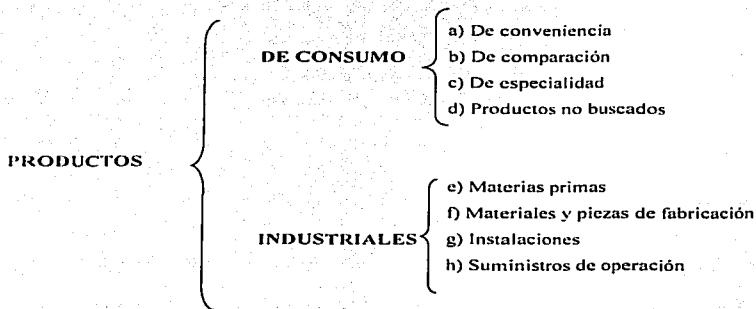 PRODUCTOS
DE CONSUMO
a) De conveniencia
b) De comparación
c) De especialidad
d) Productos no buscados
INDUSTRIALES
e) Materias primas
f) Materiales y piezas de fabricación
g) Instalaciones
h) Suministros de operación